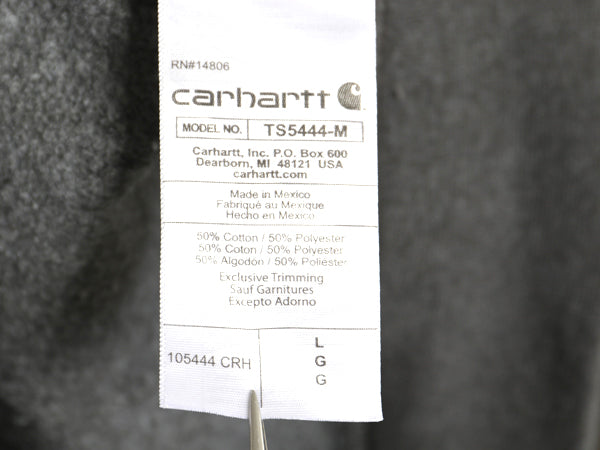 RN#14806
carhartt
MODEL NO. TS5444-M
Carhartt, Inc. P.O. Box 600
Dearborn, MI 48121 USA
carhartt.com
Made in Mexico
Fabriqué au Mexique
Hecho en Mexico
50% Cotton / 50% Polyester
50% Coton / 50% Polyester
50% Algodón / 50% Poliéster
Exclusive Trimming
Sauf Garnitures
Excepto Adorno
105444 CRH
L
G
G